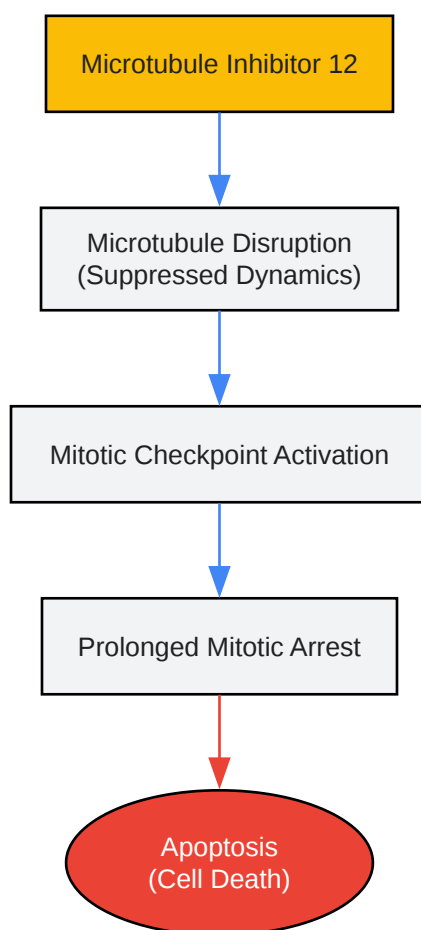 Microtubule Inhibitor 12
Microtubule Disruption
(Suppressed Dynamics)
Mitotic Checkpoint Activation
Prolonged Mitotic Arrest
Apoptosis
(Cell Death)